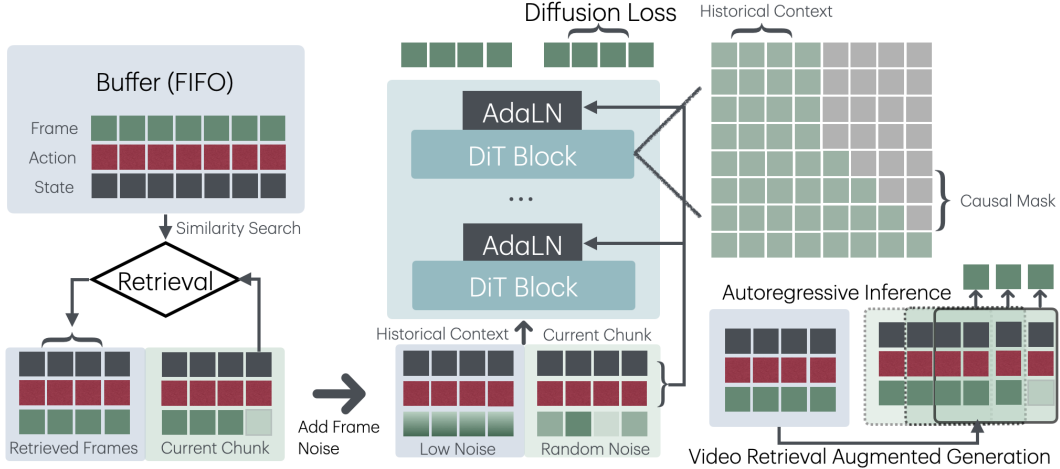 Buffer (FIFO)
Frame
Action
State
Similarity Search
Retrieval
Retrieved Frames
Current Chunk
Add Frame
Noise
Diffusion Loss
AdaLN
DiT Block
...
AdaLN
DiT Block
Historical Context
Current Chunk
Low Noise
Random Noise
Historical Context
Causal Mask
Autoregressive Inference
Video Retrieval Augmented Generation